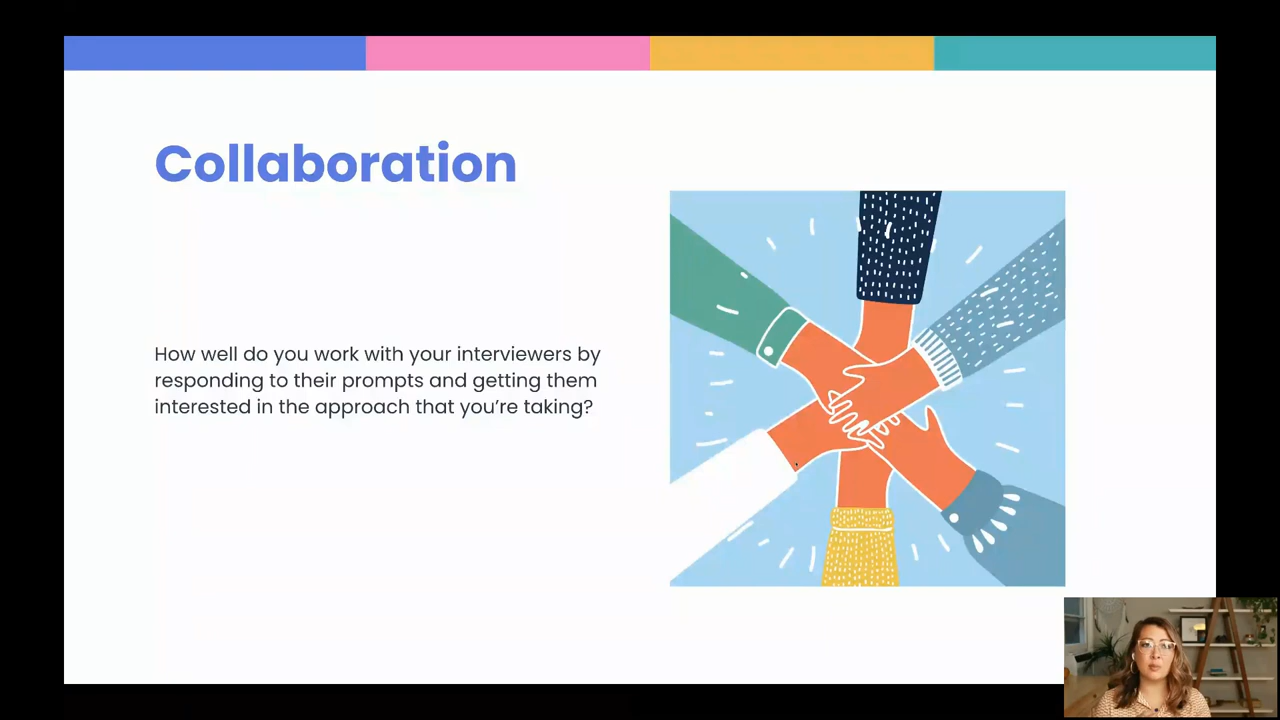 Collaboration
How well do you work with your interviewers by
responding to their prompts and getting them
interested in the approach that you’re taking?